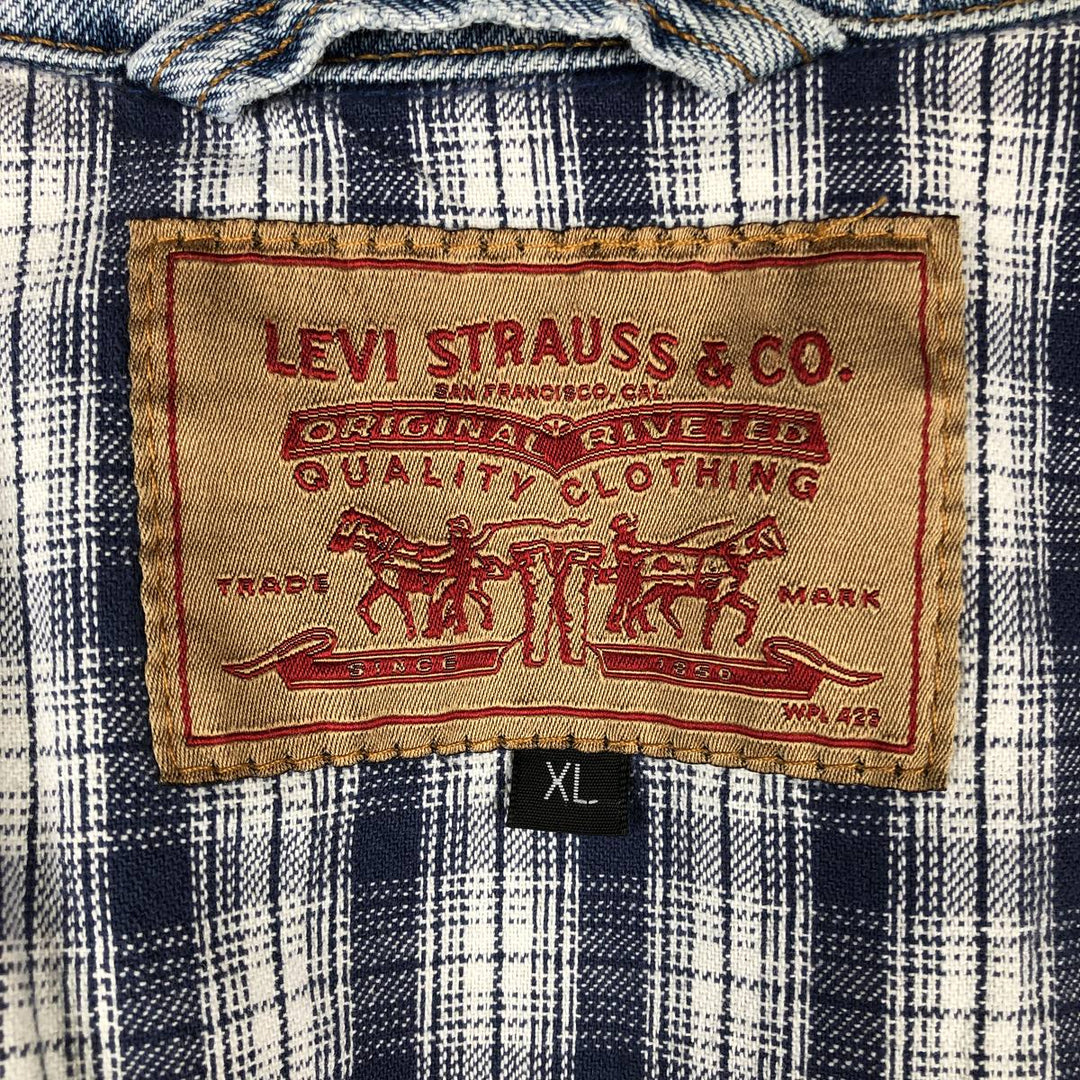 LEVI STRAUSS & CO.
SAN FRANCISCO, CAL.
ORIGINAL RIVETED
QUALITY CLOTHING
TRADE MARK
SINCE 1850
WPL 423
XL